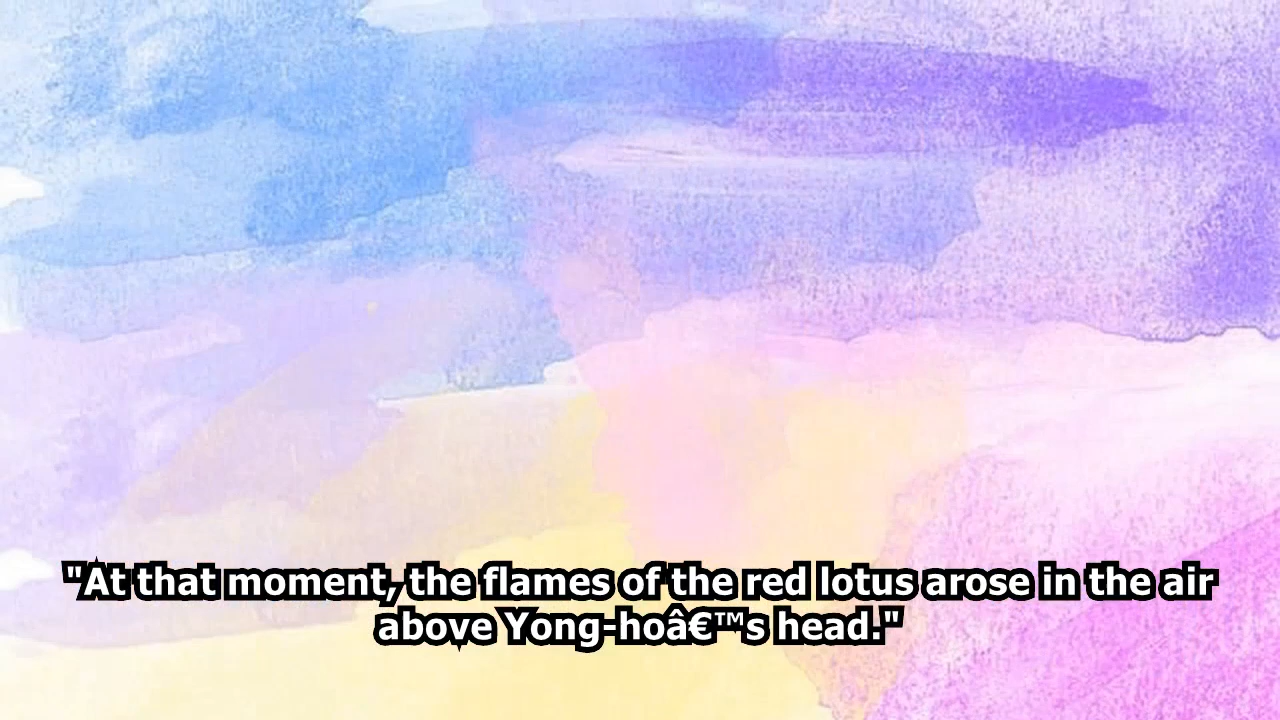 "At that moment, the flames of the red lotus arose in the air
above Yong-hoâ€™s head."